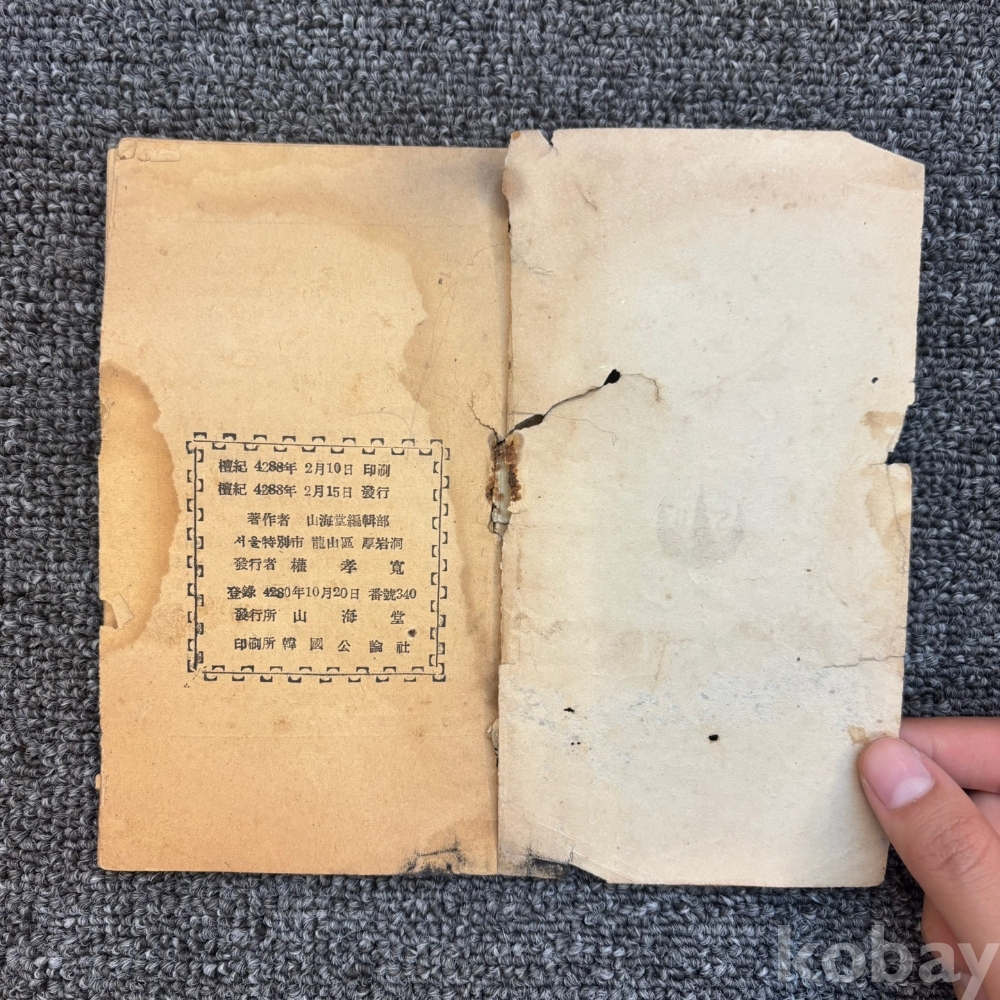 檀紀 4288年 2月10日 印刷
檀紀 4288年 2月15日 發行
著作者 山海堂編輯部
서울特別市 龍山區 厚岩洞
發行者 權孝寬
登錄 4280年10月20日 番號340
發行所 山海堂
印刷所 韓國公論社
kobay